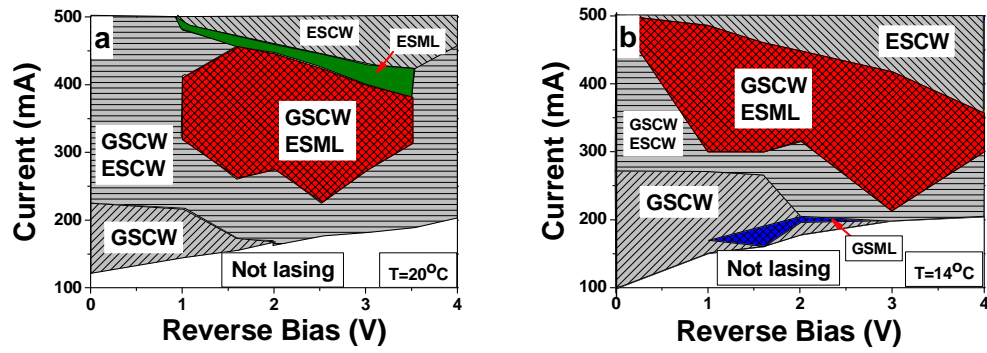 a
500
400
300
200
100
Current (mA)
ESCW
ESML
GSCW
ESML
GSCW
ESCW
GSCW
Not lasing
T=20°C
0
1
2
3
4
Reverse Bias (V)
b
500
400
300
200
100
Current (mA)
ESCW
GSCW
ESML
GSCW
ESCW
GSCW
GSML
Not lasing
T=14°C
0
1
2
3
4
Reverse Bias (V)